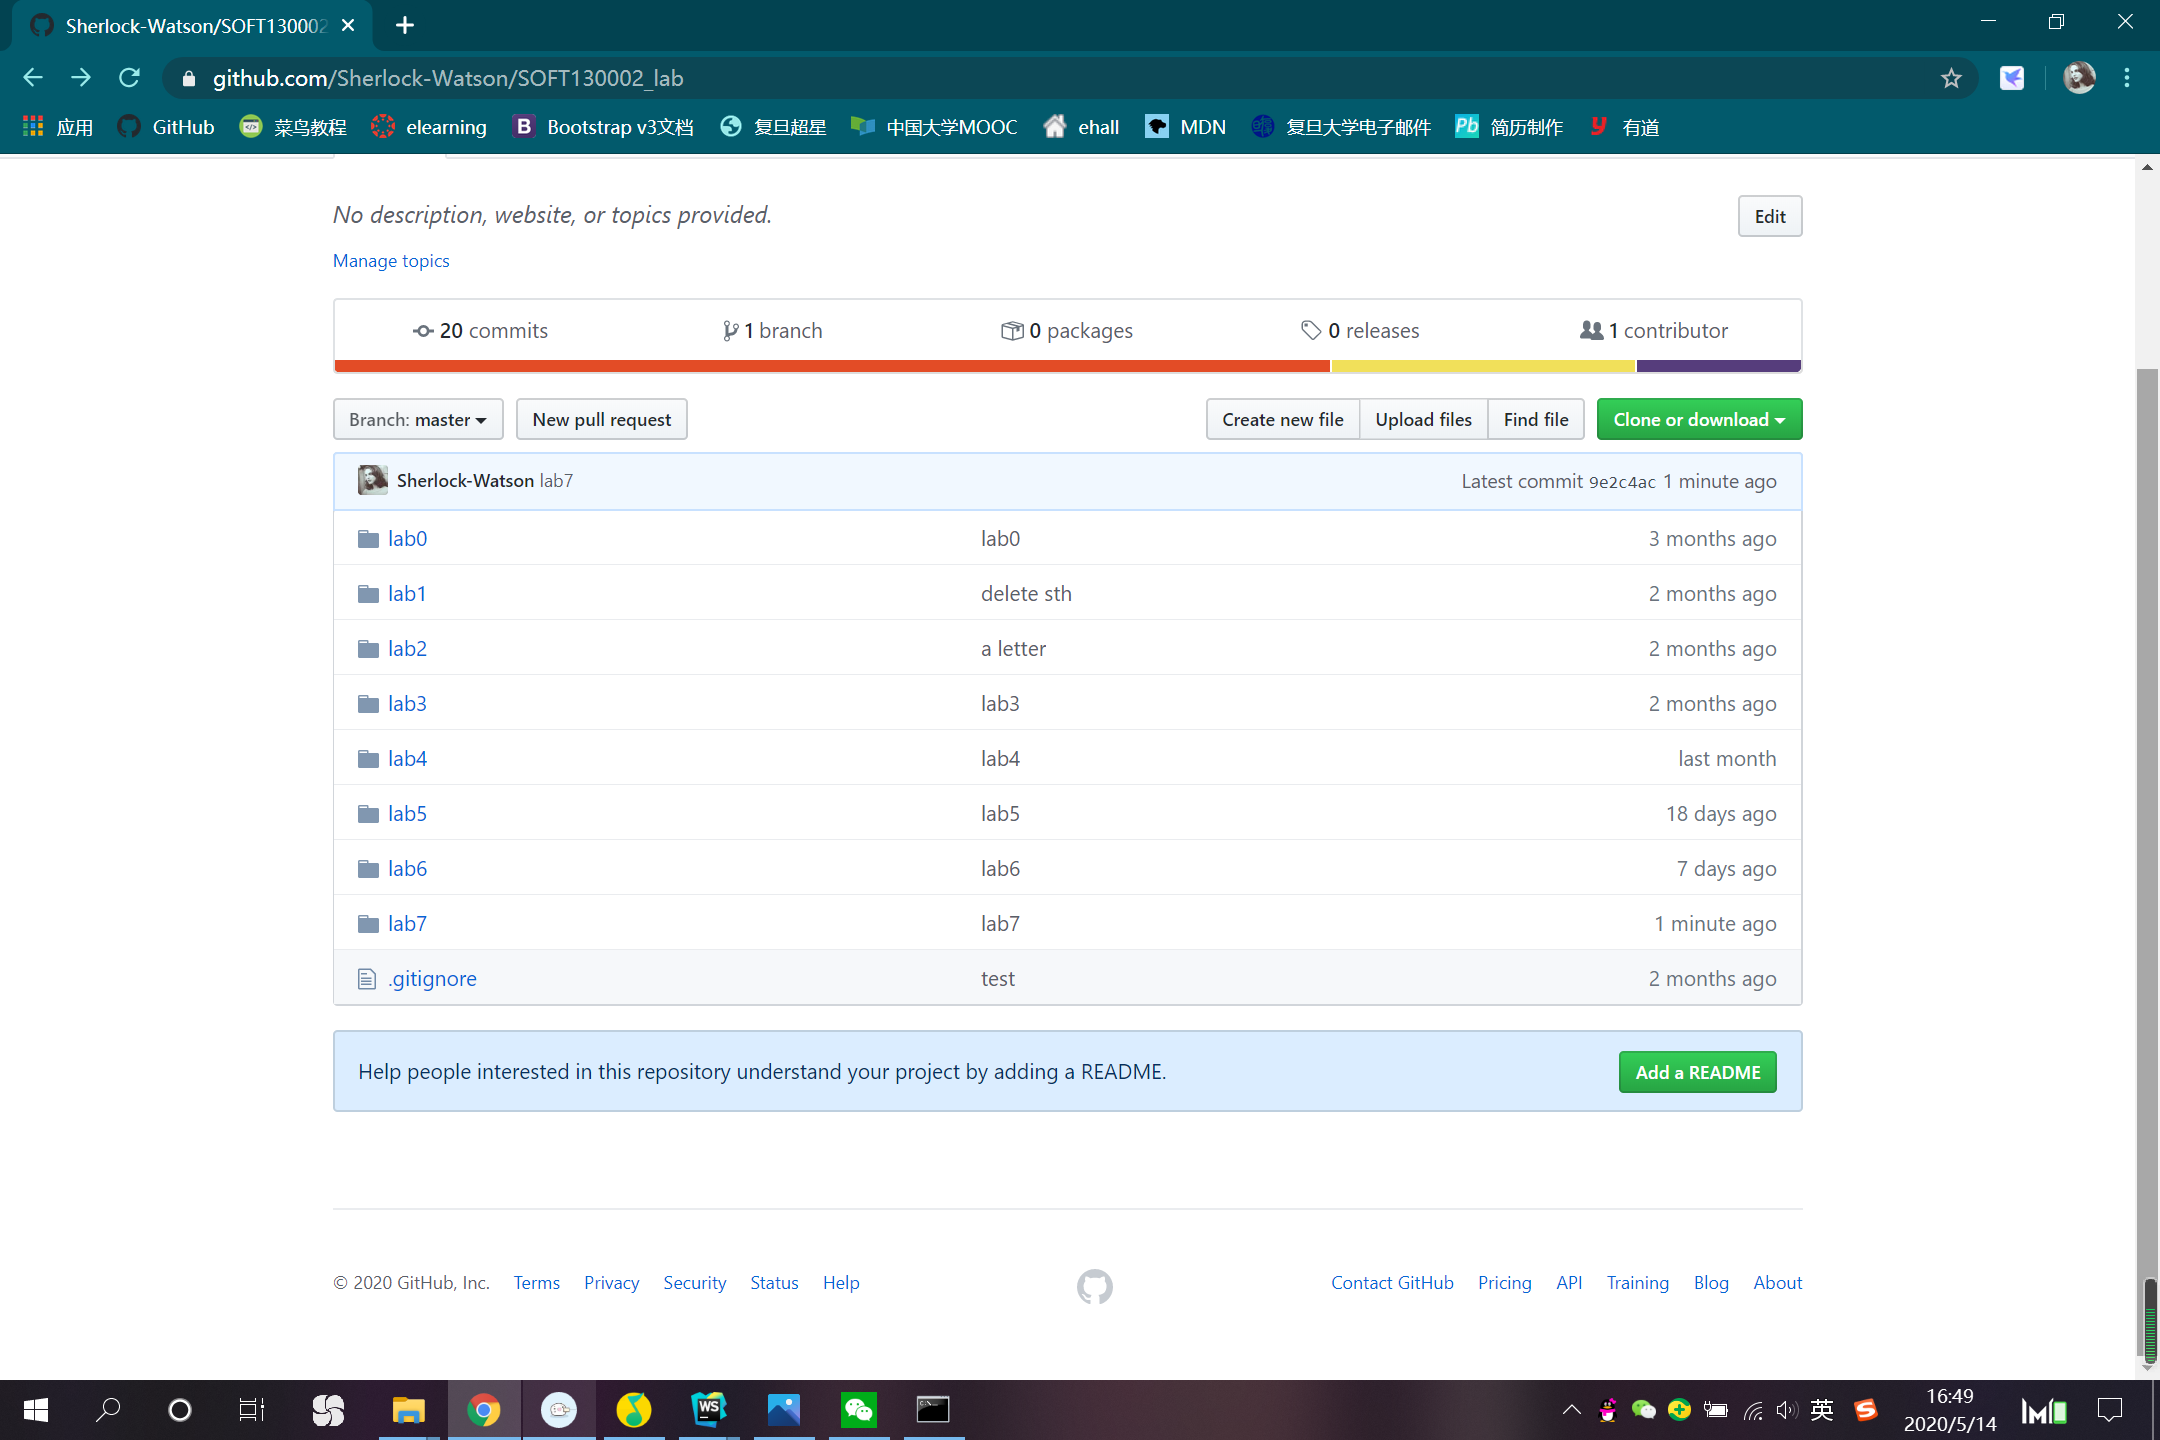 Sherlock-Watson/SOFT130002
github.com/Sherlock-Watson/SOFT130002_lab
应用 GitHub 菜鸟教程 elearning Bootstrap v3文档 复旦超星 中国大学MOOC ehall MDN 复旦大学电子邮件 简历制作 有道
No description, website, or topics provided.
Edit
Manage topics
20 commits 1 branch 0 packages 0 releases 1 contributor
Branch: master New pull request Create new file Upload files Find file Clone or download
Sherlock-Watson lab7 Latest commit 9e2c4ac 1 minute ago
lab0 lab0 3 months ago
lab1 delete sth 2 months ago
lab2 a letter 2 months ago
lab3 lab3 2 months ago
lab4 lab4 last month
lab5 lab5 18 days ago
lab6 lab6 7 days ago
lab7 lab7 1 minute ago
.gitignore test 2 months ago
Help people interested in this repository understand your project by adding a README. Add a README
© 2020 GitHub, Inc. Terms Privacy Security Status Help Contact GitHub Pricing API Training Blog About
WS
英
16:49
2020/5/14